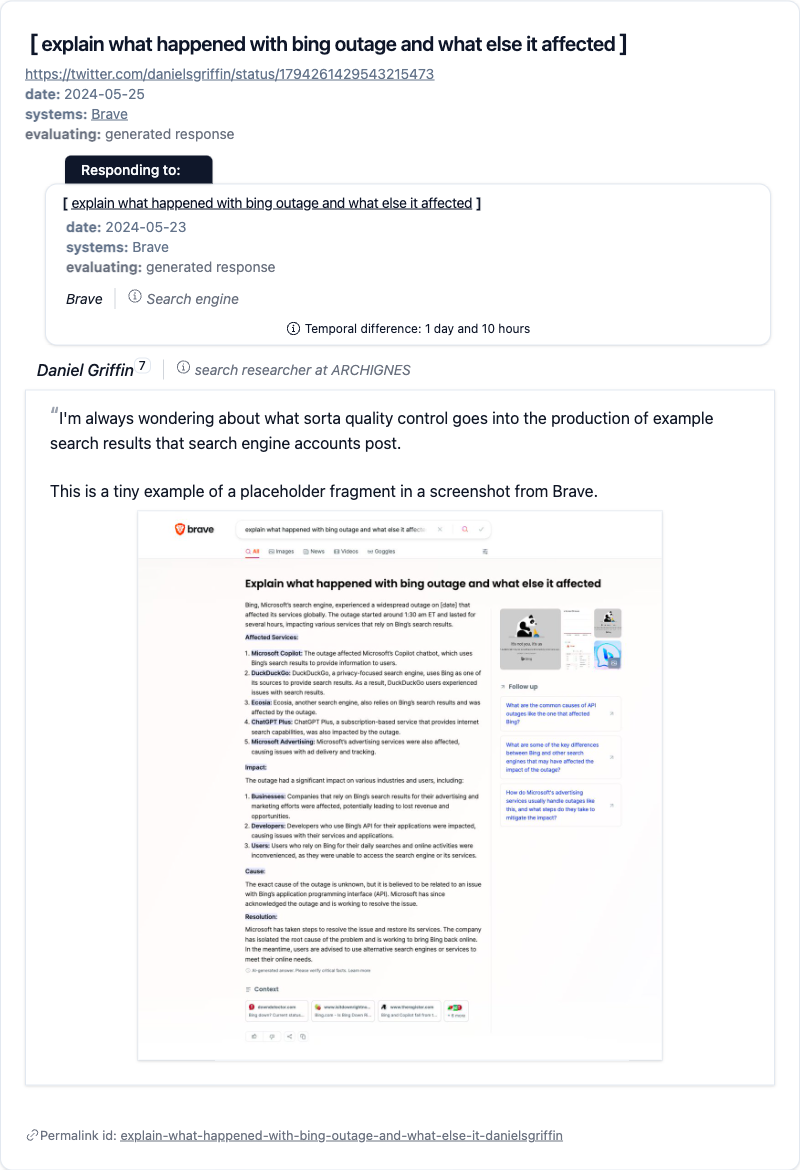 [ explain what happened with bing outage and what else it affected ]
https://twitter.com/danielsgriffin/status/1794261429543215473
date: 2024-05-25
systems: Brave
evaluating: generated response
Responding to:
[ explain what happened with bing outage and what else it affected ]
date: 2024-05-23
systems: Brave
evaluating: generated response
Brave | ⓘ Search engine
ⓘ Temporal difference: 1 day and 10 hours
Daniel Griffin 7 | ⓘ search researcher at ARCHIGNES
“I'm always wondering about what sorta quality control goes into the production of example
search results that search engine accounts post.
This is a tiny example of a placeholder fragment in a screenshot from Brave.
brave
explain what happened with bing outage and what else it affecte
All Images News Videos Goggles
Explain what happened with bing outage and what else it affected
Bing, Microsoft's search engine, experienced a widespread outage on [date] that
affected its services globally. The outage started around 1:30 am ET and lasted for
several hours, impacting various services that rely on Bing's search results.
Affected Services:
1. Microsoft Copilot: The outage affected Microsoft's Copilot chatbot, which uses
Bing's search results to provide information to users.
2. DuckDuckGo: DuckDuckGo, a privacy-focused search engine, uses Bing as one of
its sources to provide search results. As a result, DuckDuckGo users experienced
issues with search results.
3. Ecosia: Ecosia, another search engine, also relies on Bing's search results and was
affected by the outage.
4. ChatGPT Plus: ChatGPT Plus, a subscription-based service that provides internet
search capabilities, was also impacted by the outage.
5. Microsoft Advertising: Microsoft's advertising services were also affected,
causing issues with ad delivery and tracking.
Impact:
The outage had a significant impact on various industries and users, including:
1. Businesses: Companies that rely on Bing's search results for their advertising and
marketing efforts were affected, potentially leading to lost revenue and
opportunities.
2. Developers: Developers who use Bing's API for their applications were impacted,
causing issues with their services and applications.
3. Users: Users who rely on Bing for their daily searches and online activities were
inconvenienced, as they were unable to access the search engine or its services.
Cause:
The exact cause of the outage is unknown, but it is believed to be related to an issue
with Bing's application programming interface (API). Microsoft has since
acknowledged the outage and is working to resolve the issue.
Resolution:
Microsoft has taken steps to resolve the issue and restore its services. The company
has isolated the root cause of the problem and is working to bring Bing back online.
In the meantime, users are advised to use alternative search engines or services to
meet their online needs.
AI-generated answer. Please verify critical facts. Learn more
Context
downdetector.com
Bing down? Current status...
Bing.com - Is Bing Down Ri...
www.theregister.com
Bing and Copilot fall from t...
+ 6 more
It's not you, it's us
Bing
Follow up
What are the common causes of API
outages like the one that affected
Bing?
What are some of the key differences
between Bing and other search
engines that may have affected the
impact of the outage?
How do Microsoft's advertising
services usually handle outages like
this, and what steps do they take to
mitigate the impact?
Permalink id: explain-what-happened-with-bing-outage-and-what-else-it-danielsgriffin